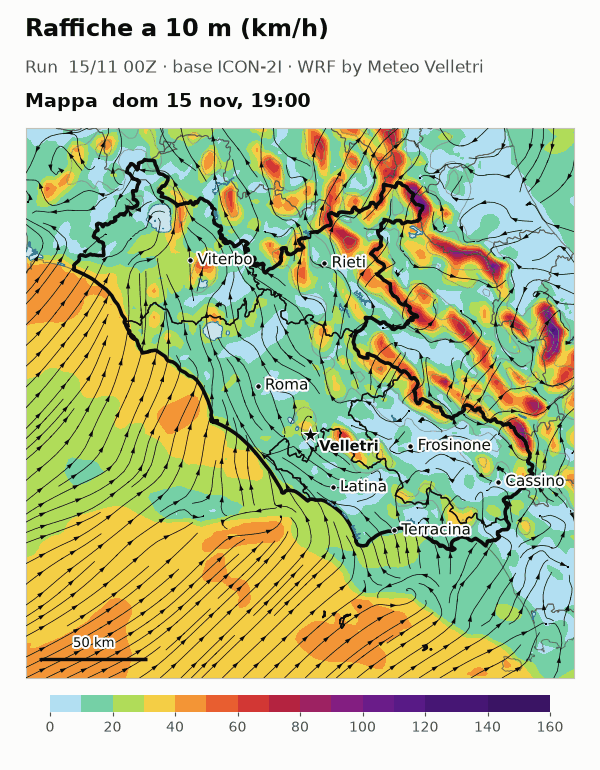 Raffiche a 10 m (km/h)
Run  15/11 00Z · base ICON-2I · WRF by Meteo Velletri
Mappa  dom 15 nov, 19:00
Viterbo
Rieti
Roma
Velletri
Frosinone
Cassino
Latina
Terracina
50 km
0 20 40 60 80 100 120 140 160